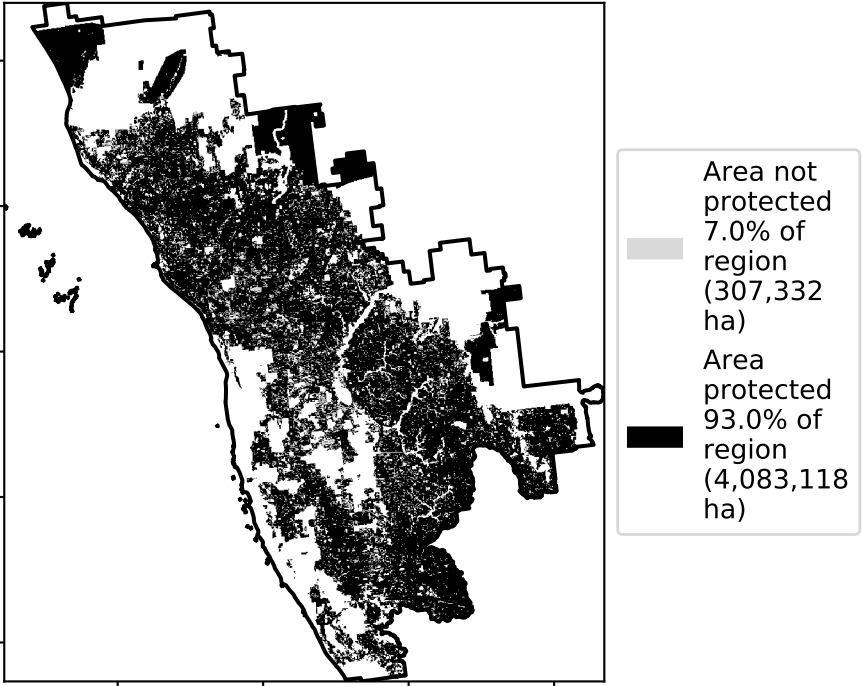 Area not
protected
7.0% of
region
(307,332
ha)
Area
protected
93.0% of
region
(4,083,118
ha)